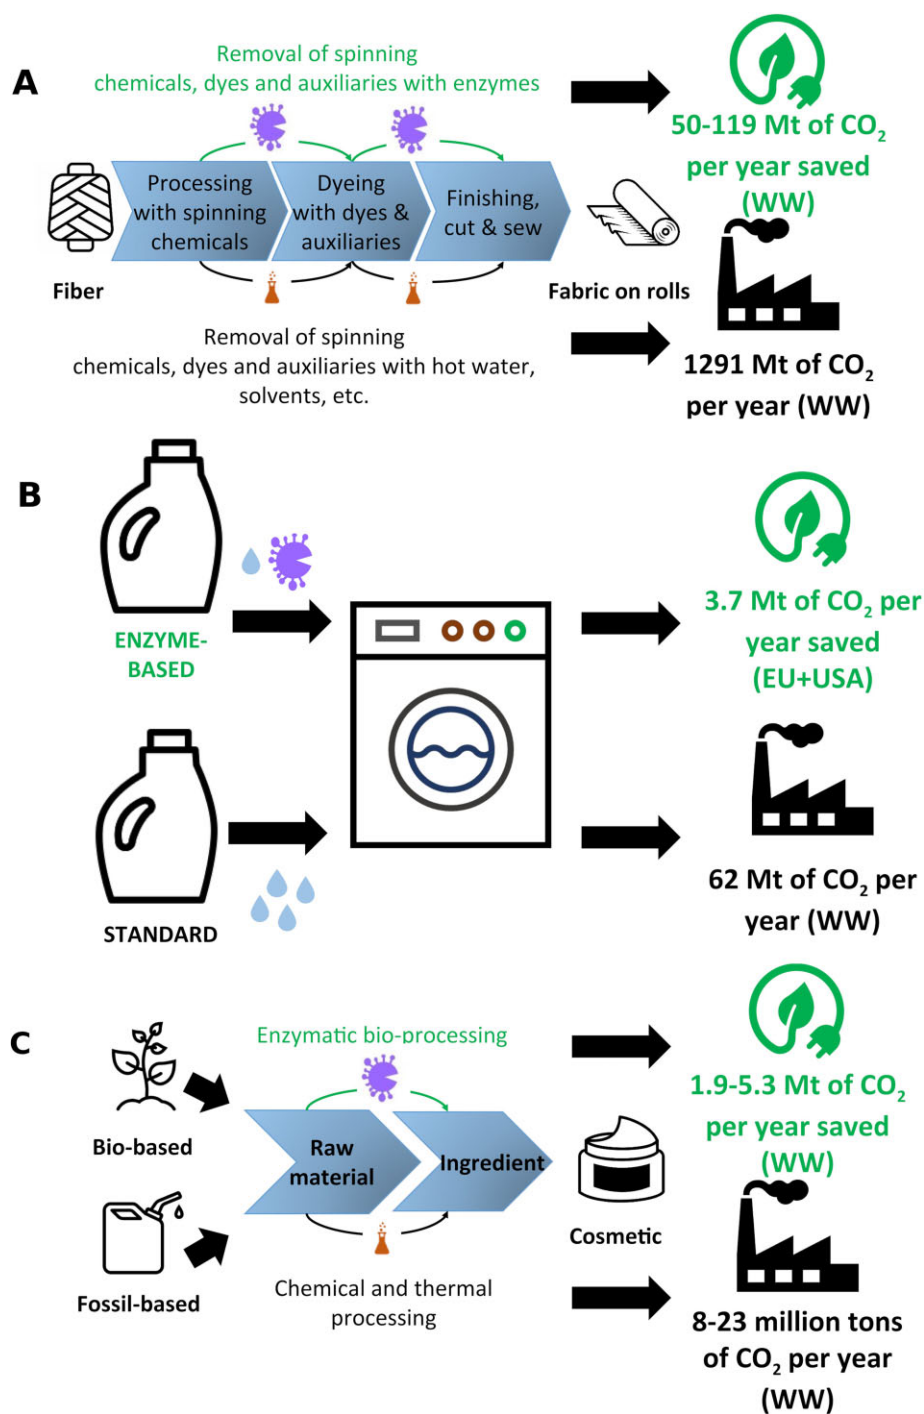 A
Removal of spinning
chemicals, dyes and auxiliaries with enzymes
50-119 Mt of CO₂
per year saved
(WW)
Processing
with spinning
chemicals
Dyeing
with dyes &
auxiliaries
Finishing,
cut & sew
Fiber
Fabric on rolls
Removal of spinning
chemicals, dyes and auxiliaries with hot water,
solvents, etc.
1291 Mt of CO₂
per year (WW)
B
ENZYME-
BASED
3.7 Mt of CO₂ per
year saved
(EU+USA)
STANDARD
62 Mt of CO₂ per
year (WW)
C
Enzymatic bio-processing
1.9-5.3 Mt of CO₂
per year saved
(WW)
Bio-based
Raw
material
Ingredient
Cosmetic
Fossil-based
Chemical and thermal
processing
8-23 million tons
of CO₂ per year
(WW)